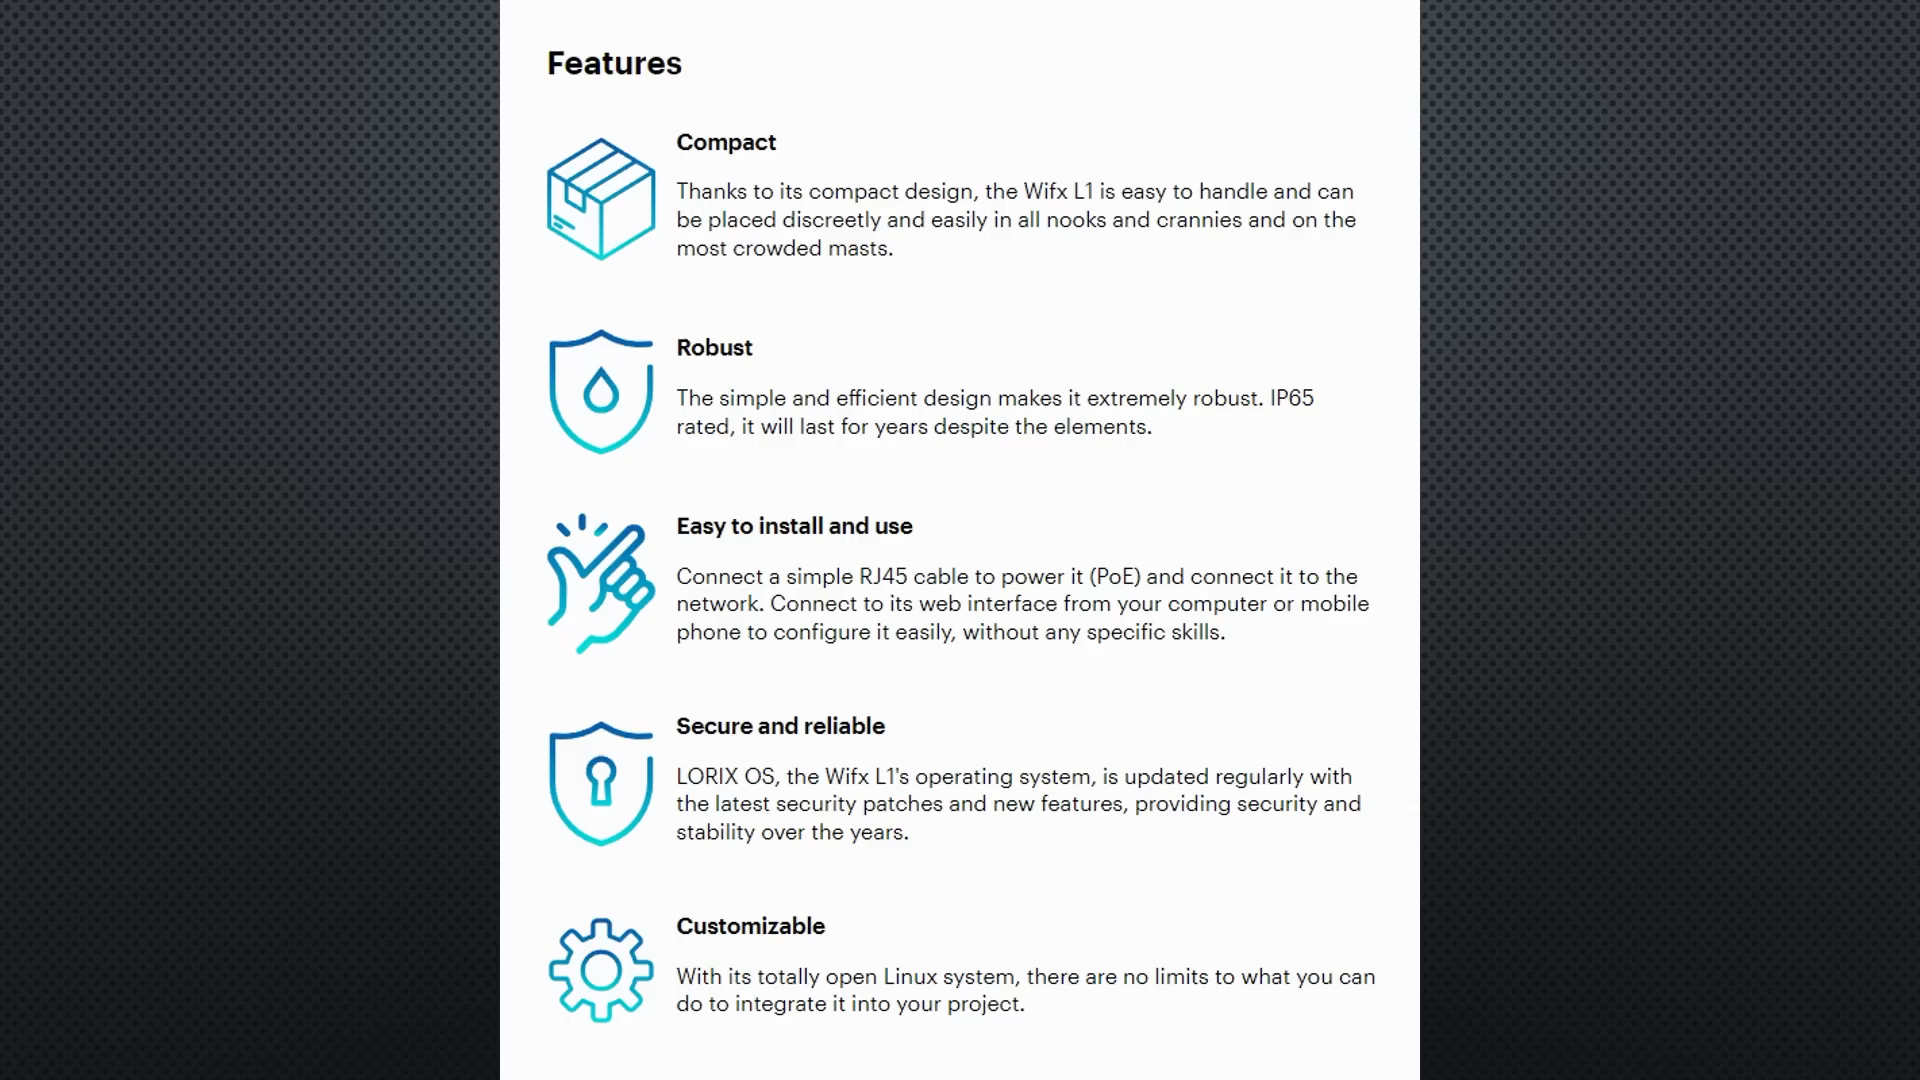 Features
Compact
Thanks to its compact design, the Wifx L1 is easy to handle and can
be placed discreetly and easily in all nooks and crannies and on the
most crowded masts.
Robust
The simple and efficient design makes it extremely robust. IP65
rated, it will last for years despite the elements.
Easy to install and use
Connect a simple RJ45 cable to power it (PoE) and connect it to the
network. Connect to its web interface from your computer or mobile
phone to configure it easily, without any specific skills.
Secure and reliable
LORIX OS, the Wifx L1's operating system, is updated regularly with
the latest security patches and new features, providing security and
stability over the years.
Customizable
With its totally open Linux system, there are no limits to what you can
do to integrate it into your project.